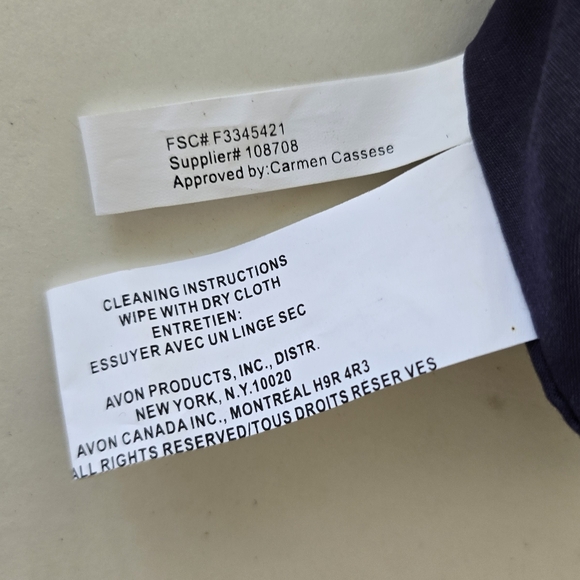 FSC# F3345421
Supplier# 108708
Approved by:Carmen Cassese
CLEANING INSTRUCTIONS
WIPE WITH DRY CLOTH
ENTRETIEN:
ESSUYER AVEC UN LINGE SEC
AVON PRODUCTS, INC., DISTR.
NEW YORK, N.Y.10020
AVON CANADA INC., MONTRÉAL H9R 4R3
ALL RIGHTS RESERVED/TOUS DROITS RESER VES